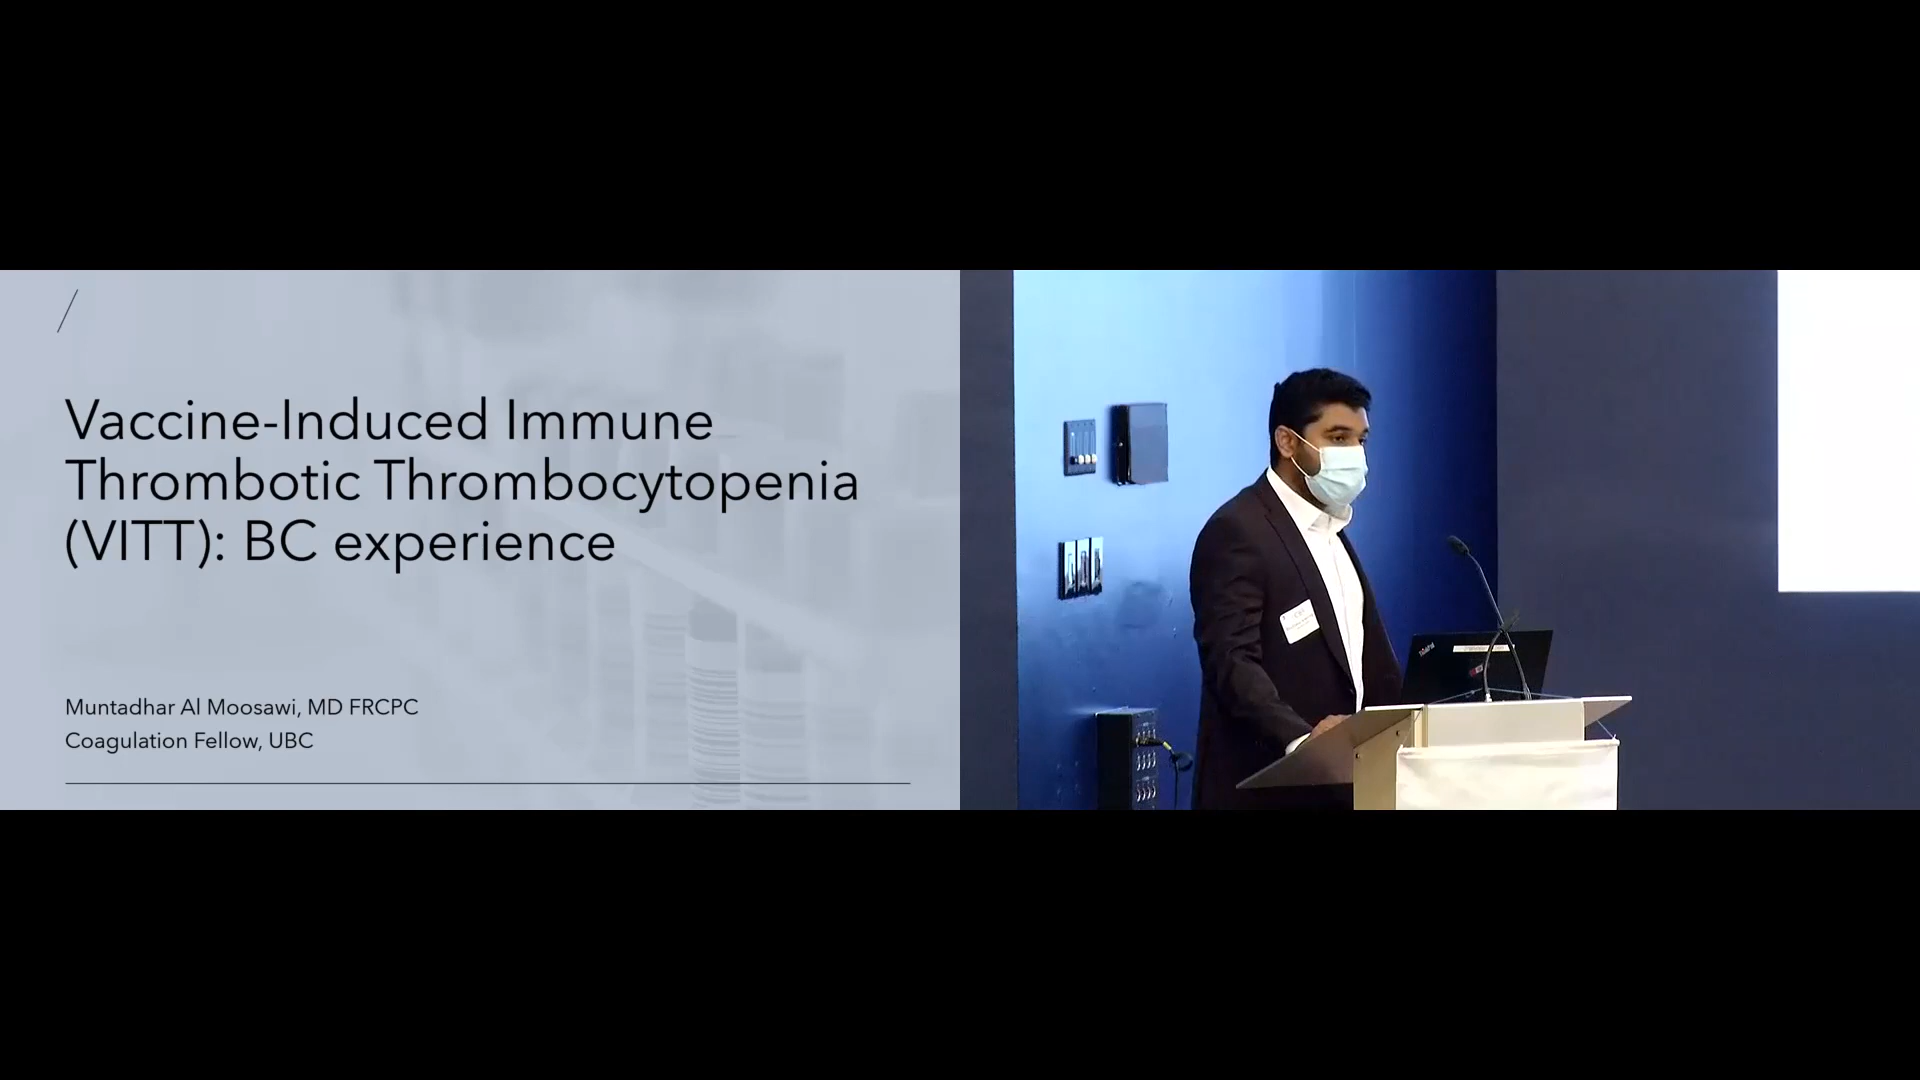 Vaccine-Induced Immune
Thrombotic Thrombocytopenia
(VITT): BC experience
Muntadhar Al Moosawi, MD FRCPC
Coagulation Fellow, UBC